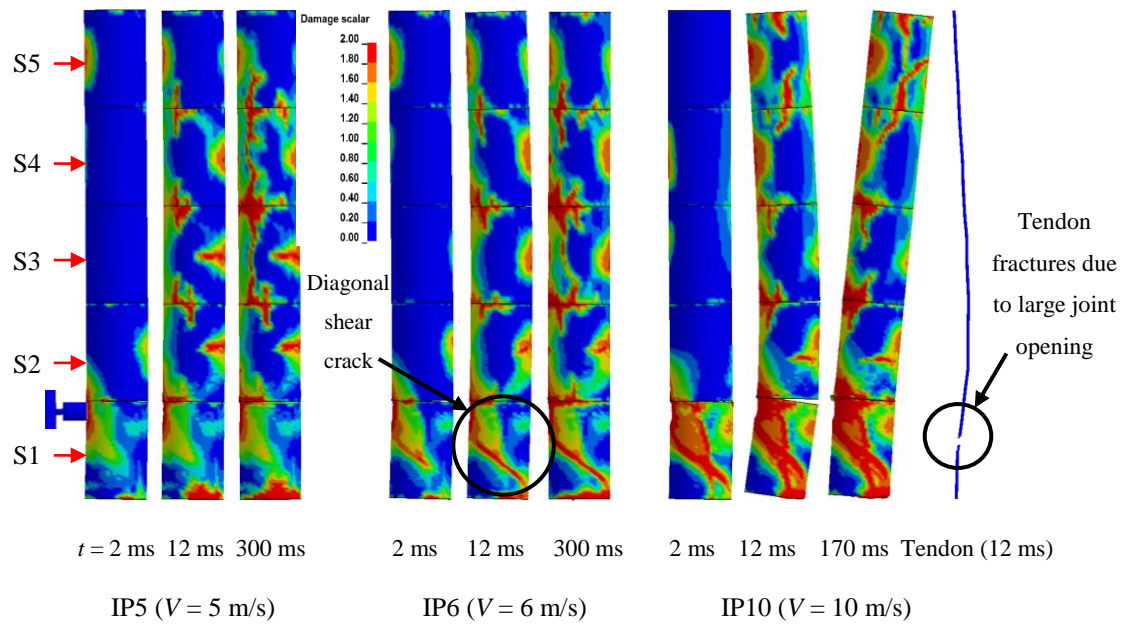 Damage scalar
2.00
1.80
1.60
1.40
1.20
1.00
0.80
0.60
0.40
0.20
0.00
S5
S4
S3
S2
S1
Diagonal
shear
crack
Tendon
fractures due
to large joint
opening
t = 2 ms 12 ms 300 ms
2 ms 12 ms 300 ms
2 ms 12 ms 170 ms Tendon (12 ms)
IP5 (V = 5 m/s)
IP6 (V = 6 m/s)
IP10 (V = 10 m/s)